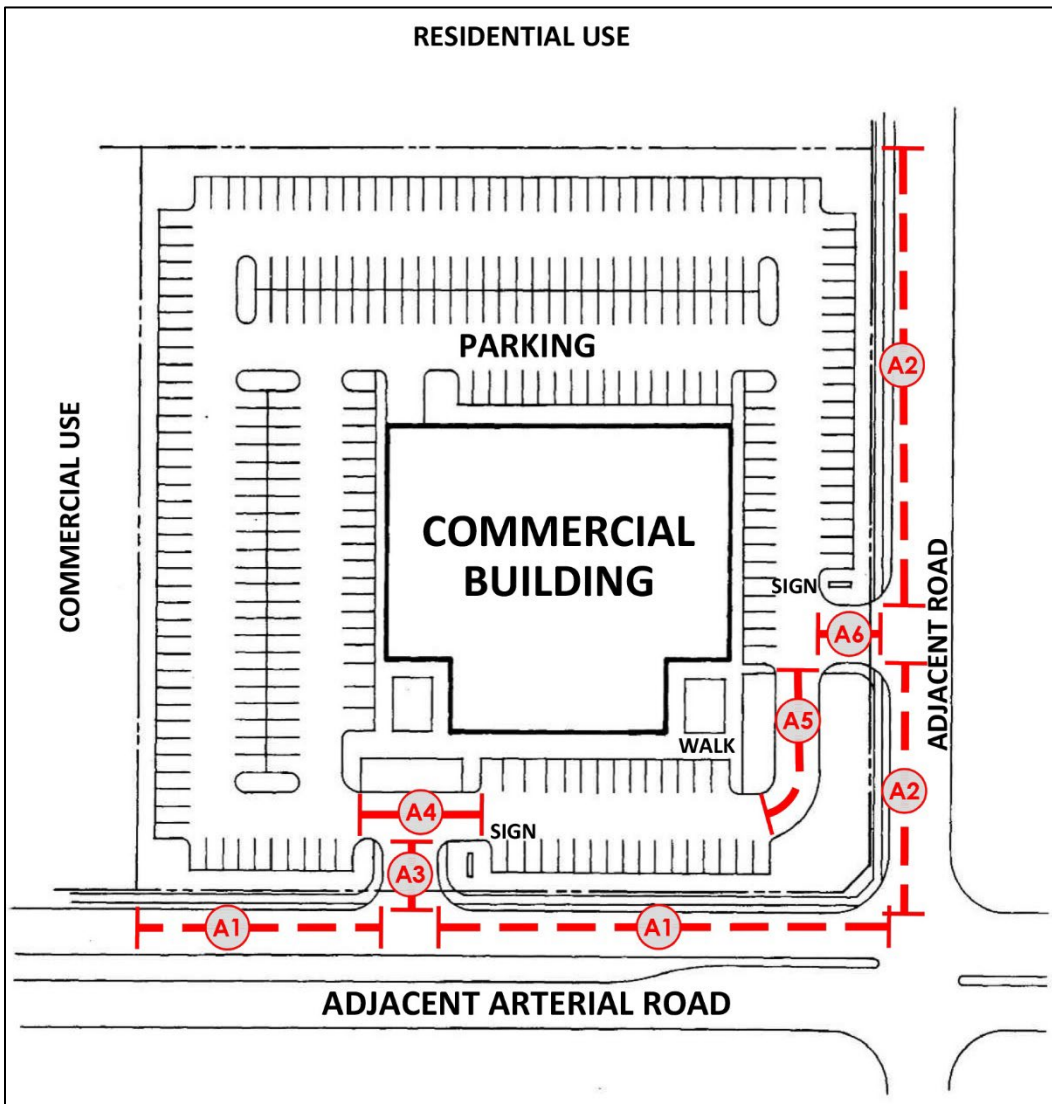 RESIDENTIAL USE
COMMERCIAL USE
PARKING
A2
COMMERCIAL
BUILDING
SIGN
A6
ADJACENT ROAD
A5
WALK
A2
A4
SIGN
A3
A1
A1
ADJACENT ARTERIAL ROAD